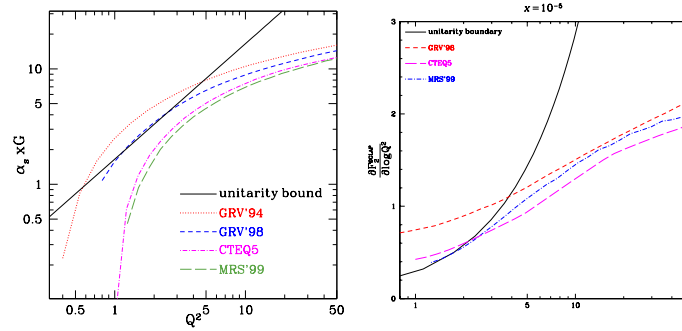 10
5
1
0.5
α_s xG
unitarity bound
GRV'94
GRV'98
CTEQ5
MRS'99
0.5
1
5
10
50
Q²
x=10⁻⁵
unitarity boundary
GRV'98
CTEQ5
MRS'99
3
2
1
0
∂logQ²
1
5
10